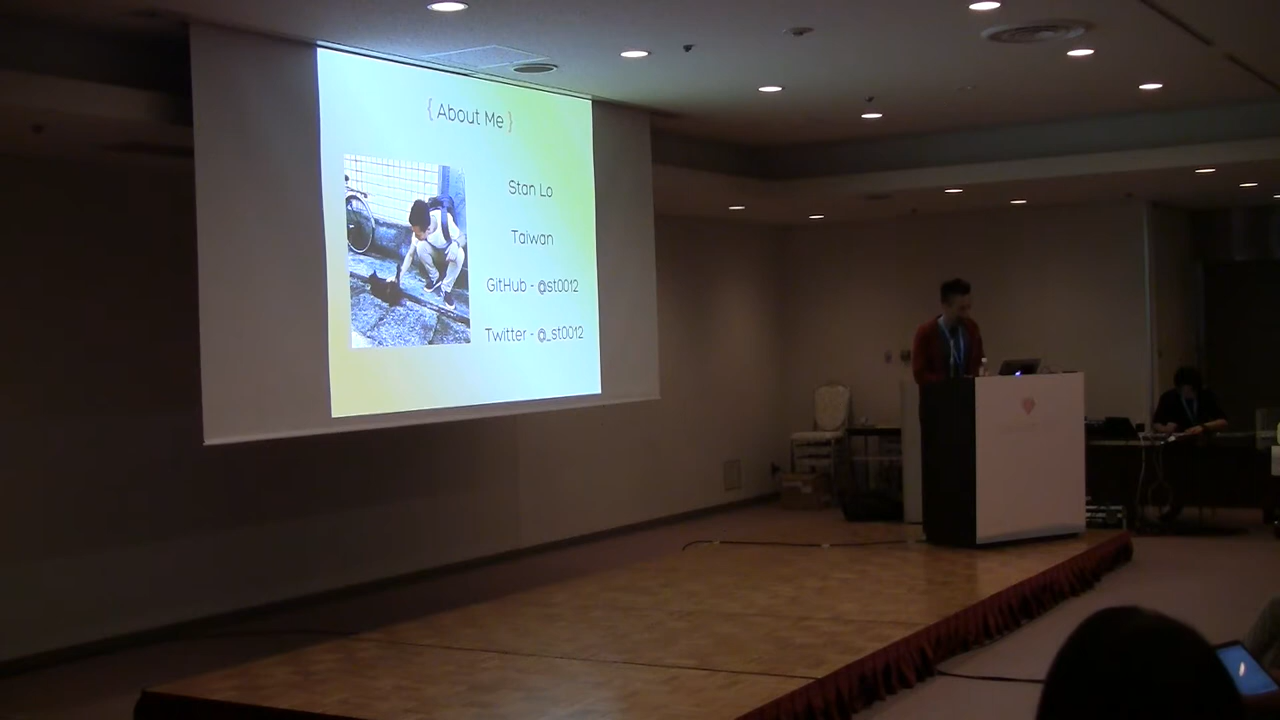 { About Me }
Stan Lo
Taiwan
GitHub - @st0012
Twitter - @_st0012